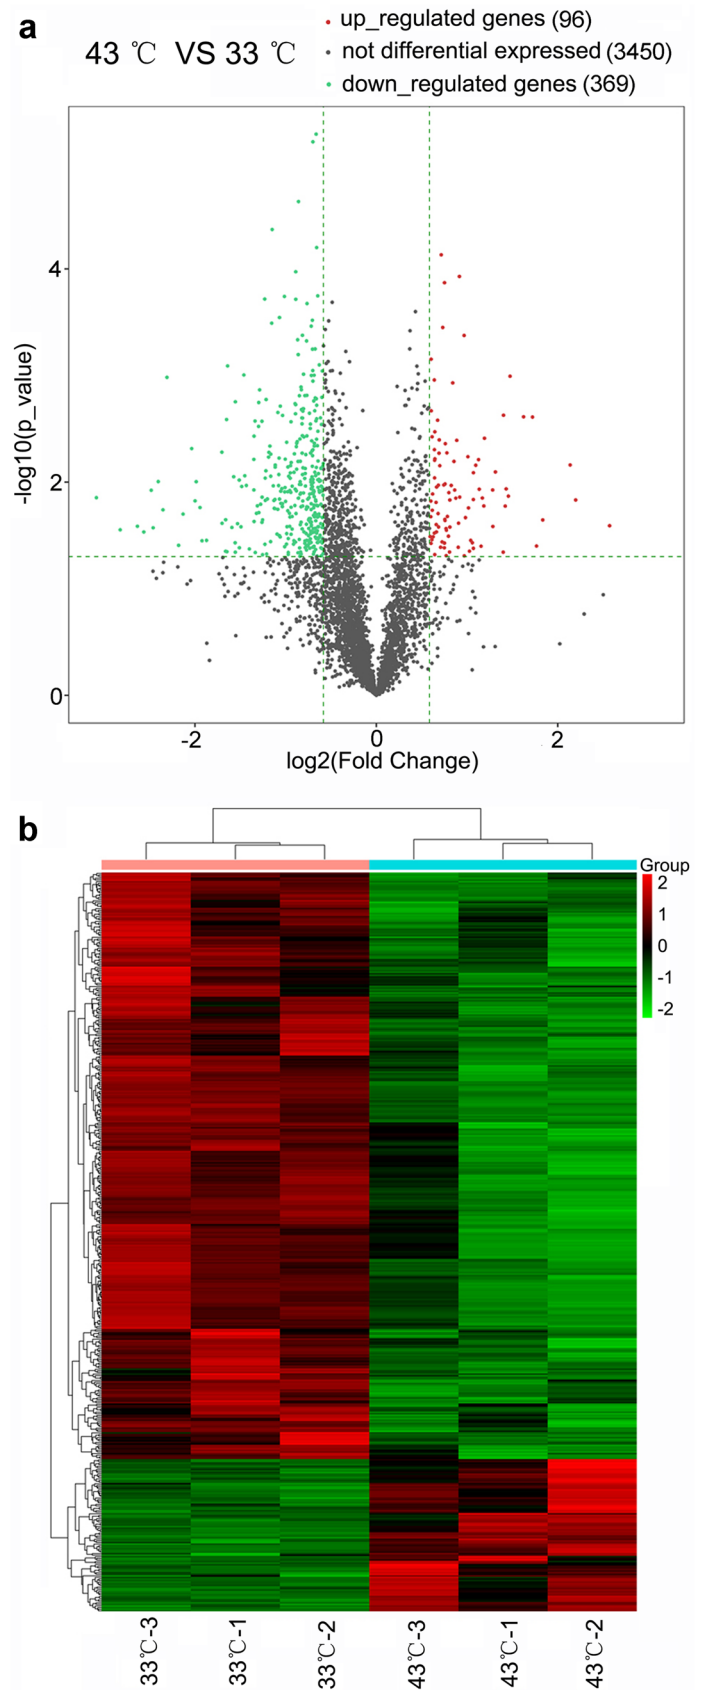 a
43 ℃ VS 33 ℃
up_regulated genes (96)
not differential expressed (3450)
down_regulated genes (369)
-log10(p_value)
4
2
0
-2
0
2
log2(Fold Change)
b
Group
2
1
0
-1
-2
33℃-3
33℃-1
33℃-2
43℃-3
43℃-1
43℃-2